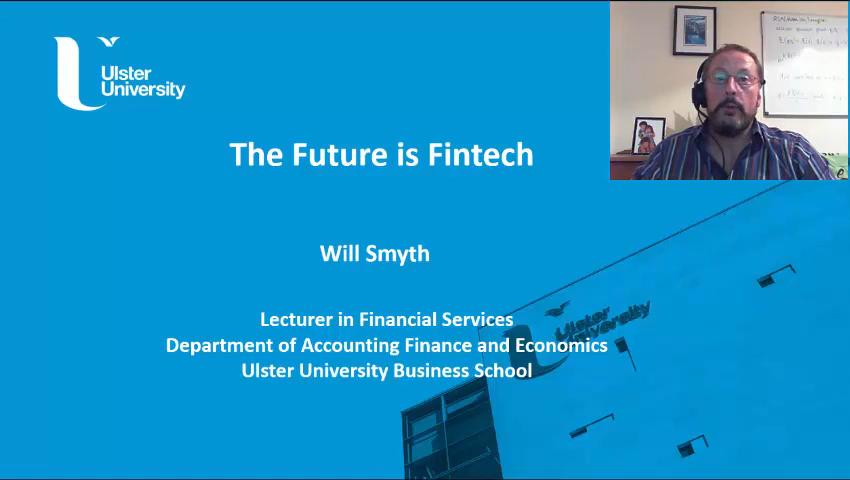 Ulster
University
The Future is Fintech
Will Smyth
Lecturer in Financial Services
Department of Accounting Finance and Economics
Ulster University Business School
Ulster
University